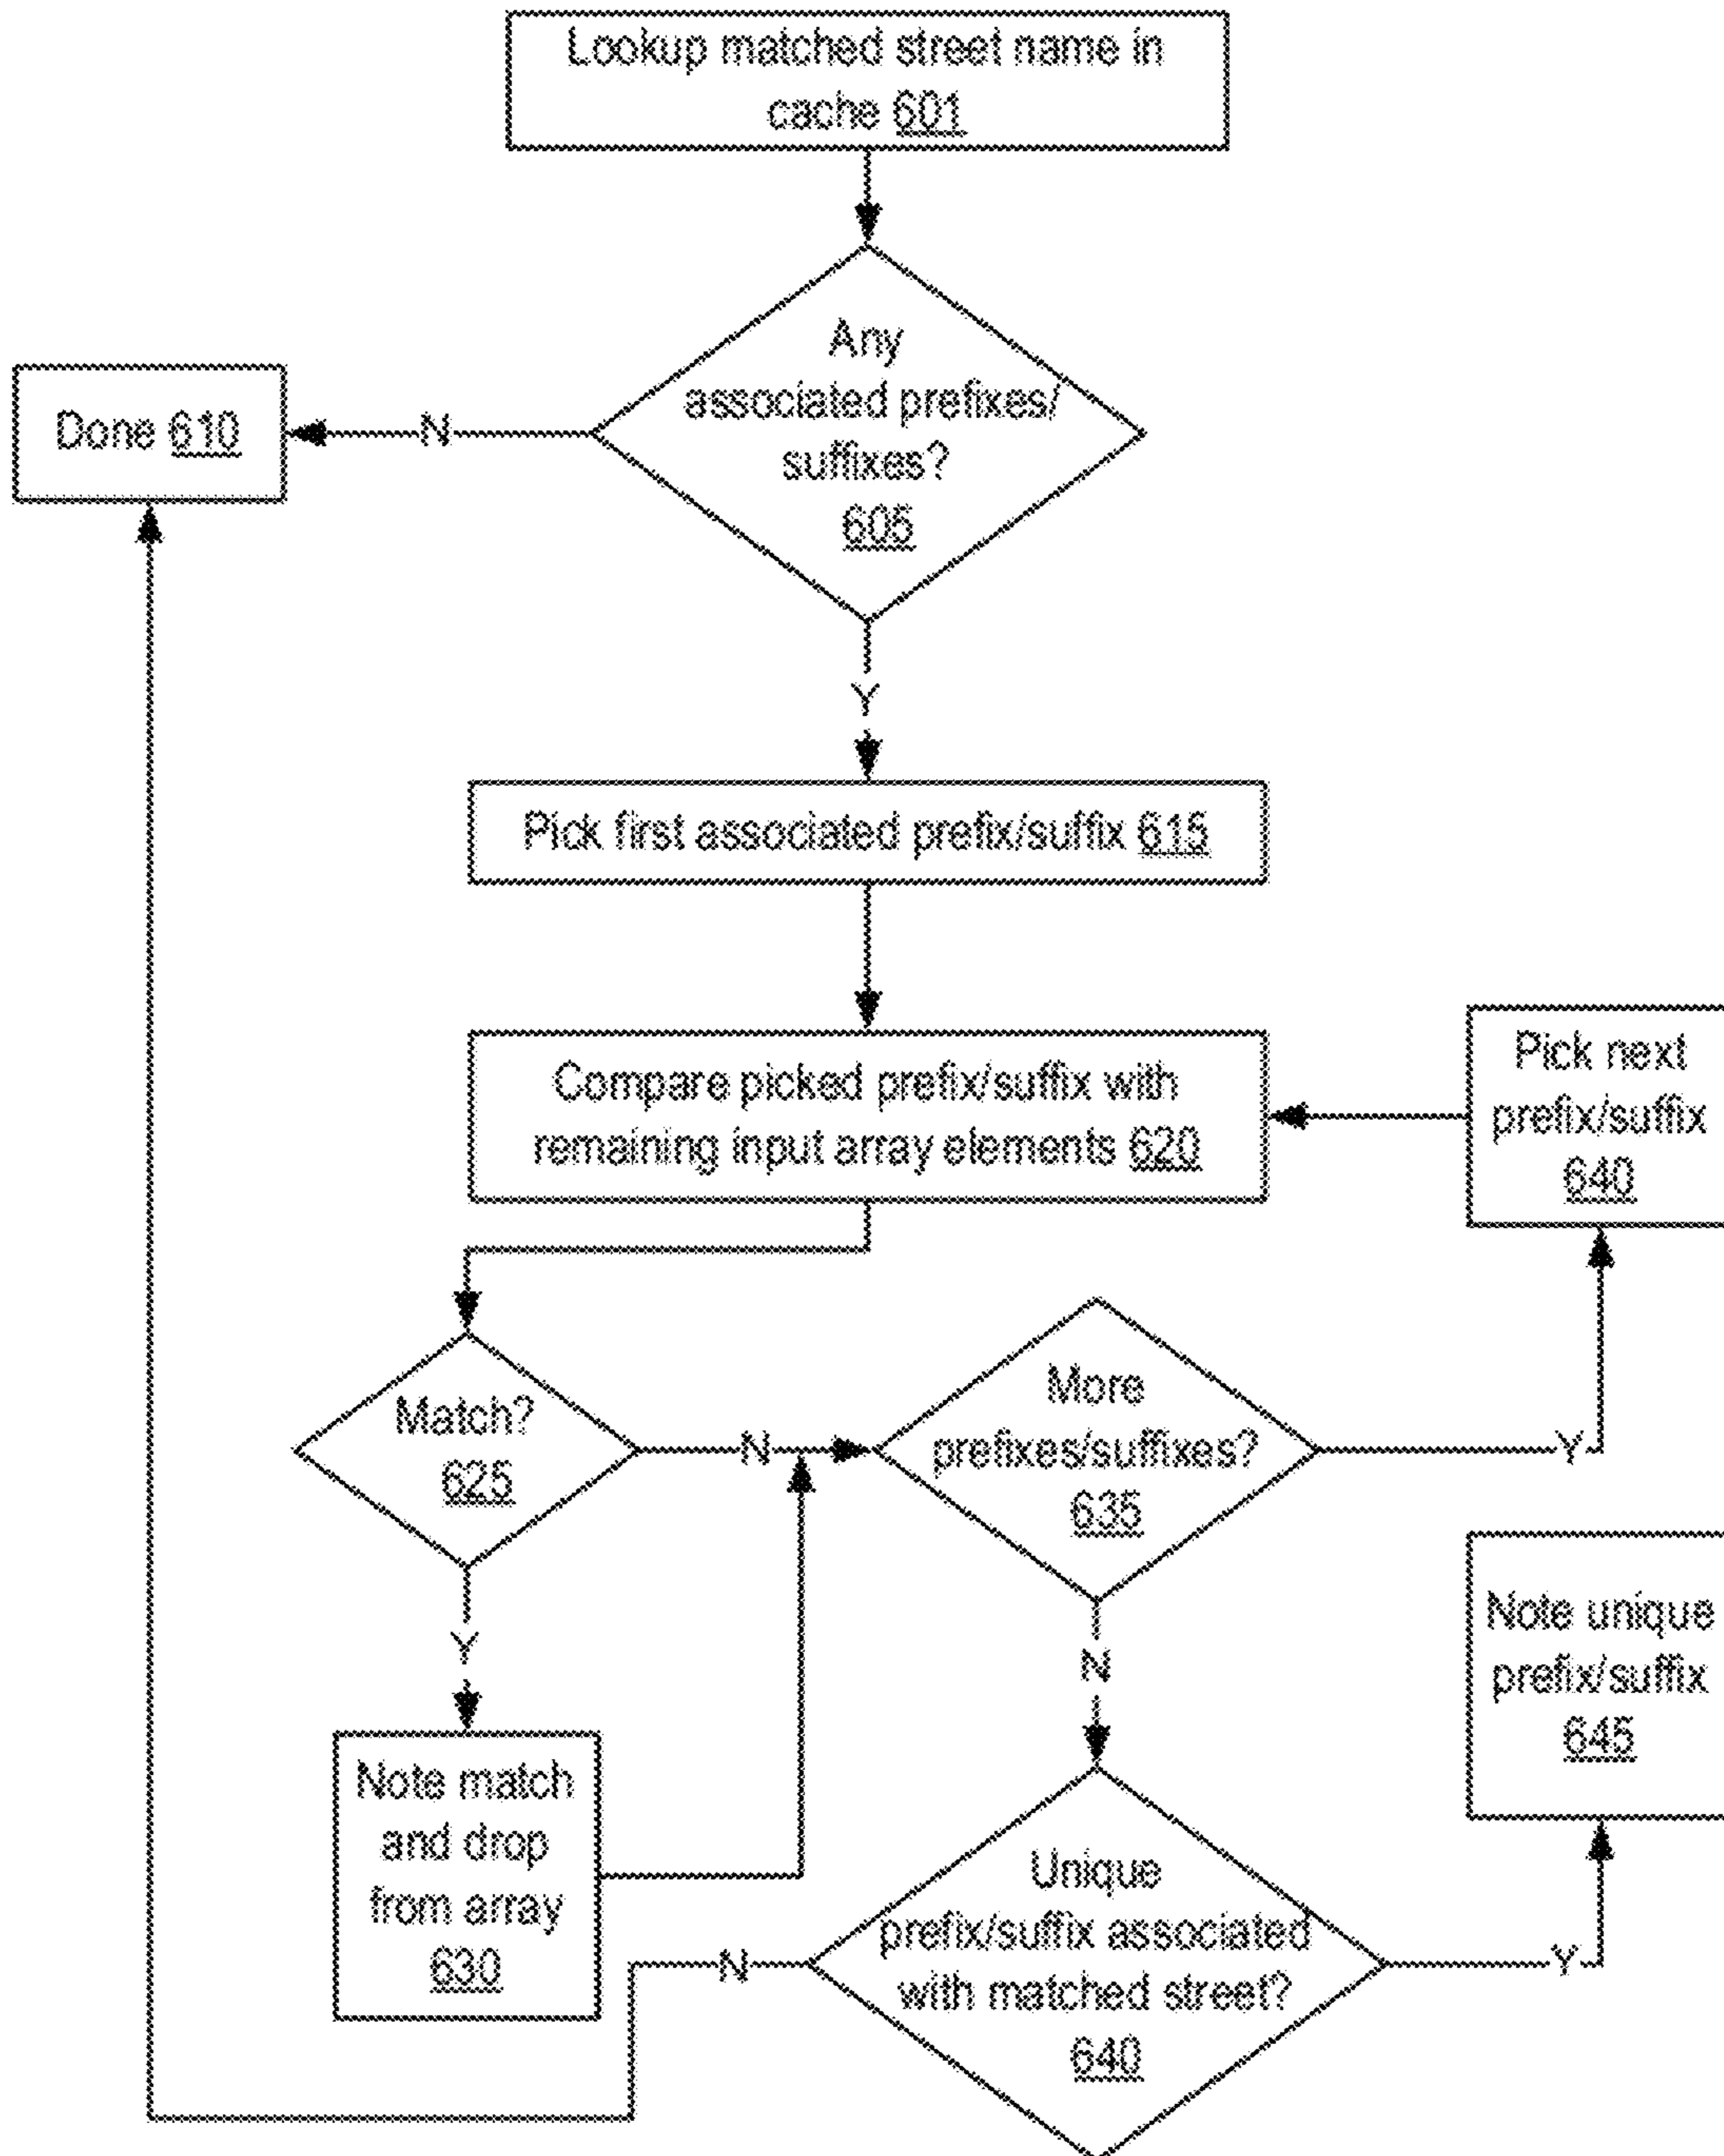 Lookup matched street name in
cache 601
Any
associated prefixes/
suffixes?
605
N
Done 610
Y
Pick first associated prefix/suffix 615
Compare picked prefix/suffix with
remaining input array elements 620
Pick next
prefix/suffix
640
Match?
625
N
More
prefixes/suffixes?
635
Y
Y
N
Note unique
prefix/suffix
645
Note match
and drop
from array
630
Unique
prefix/suffix associated
with matched street?
640
N
Y